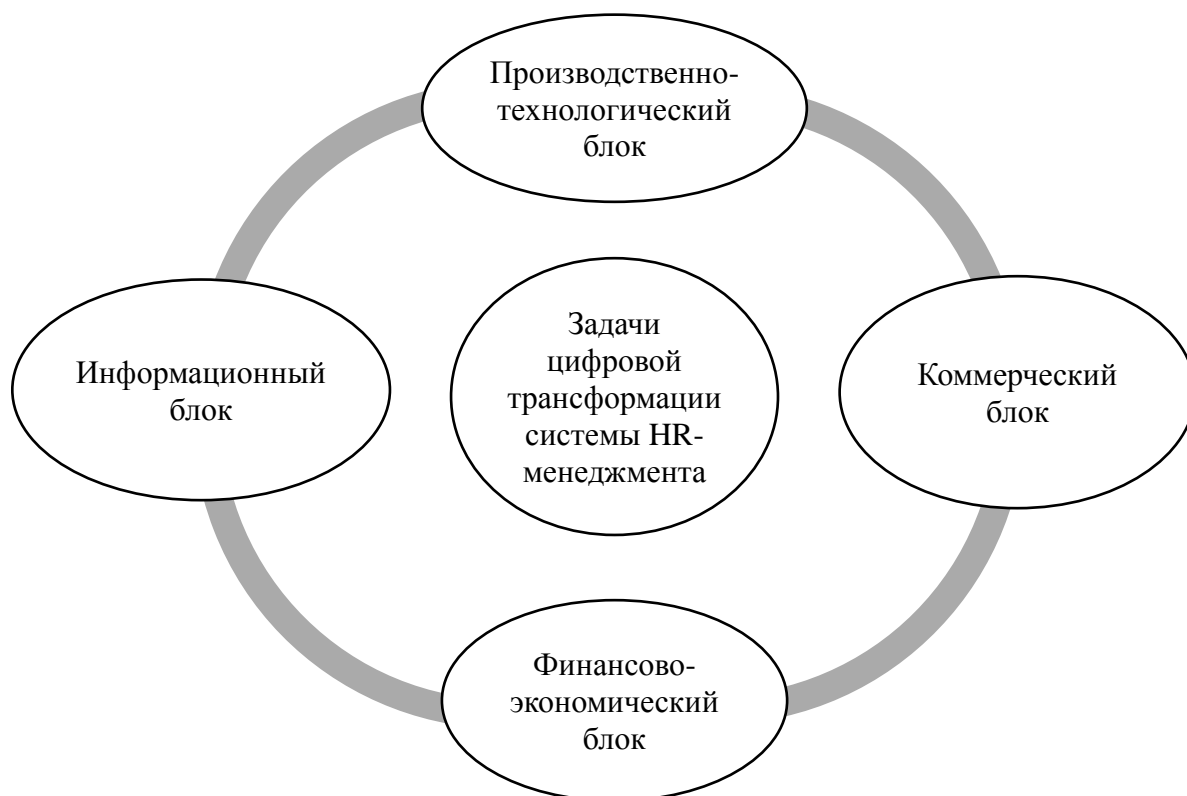 Производственно-
технологический
блок
Информационный
блок
Задачи
цифровой
трансформации
системы HR-
менеджмента
Коммерческий
блок
Финансово-
экономический
блок